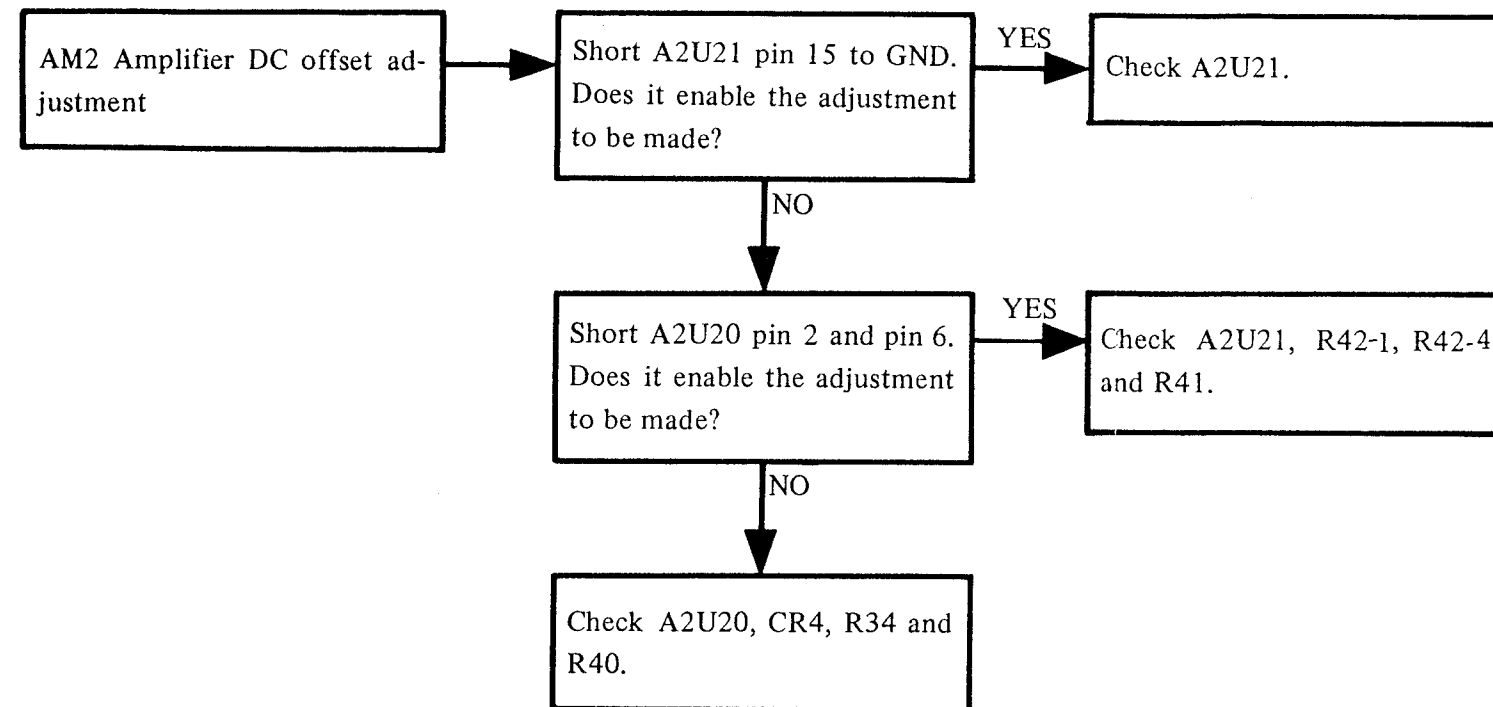 AM2 Amplifier DC offset ad-
justment
Short A2U21 pin 15 to GND.
Does it enable the adjustment
to be made?
YES
Check A2U21.
NO
Short A2U20 pin 2 and pin 6.
Does it enable the adjustment
to be made?
YES
Check A2U21, R42-1, R42-4
and R41.
NO
Check A2U20, CR4, R34 and
R40.